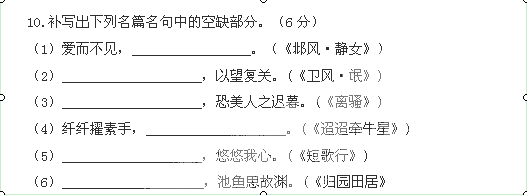 10.补写出下列名篇名句中的空缺部分。（6分）
（1）爱而不见，______________。（《邶风·静女》）
（2）________________，以望复关。（《卫风·氓》）
（3）________________，恐美人之迟暮。（《离骚》）
（4）纤纤擢素手，________________。（《迢迢牵牛星》）
（5）________________，悠悠我心。（《短歌行》）
（6）________________，池鱼思故渊。（《归园田居》